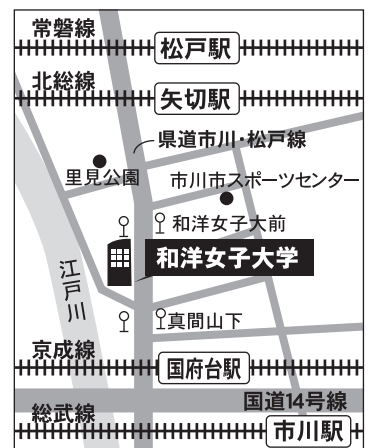 常磐線
松戸駅
北総線
矢切駅
県道市川・松戸線
里見公園
市川市スポーツセンター
和洋女子大前
和洋女子大学
江戸川
真間山下
京成線
国府台駅
国道14号線
総武線
市川駅